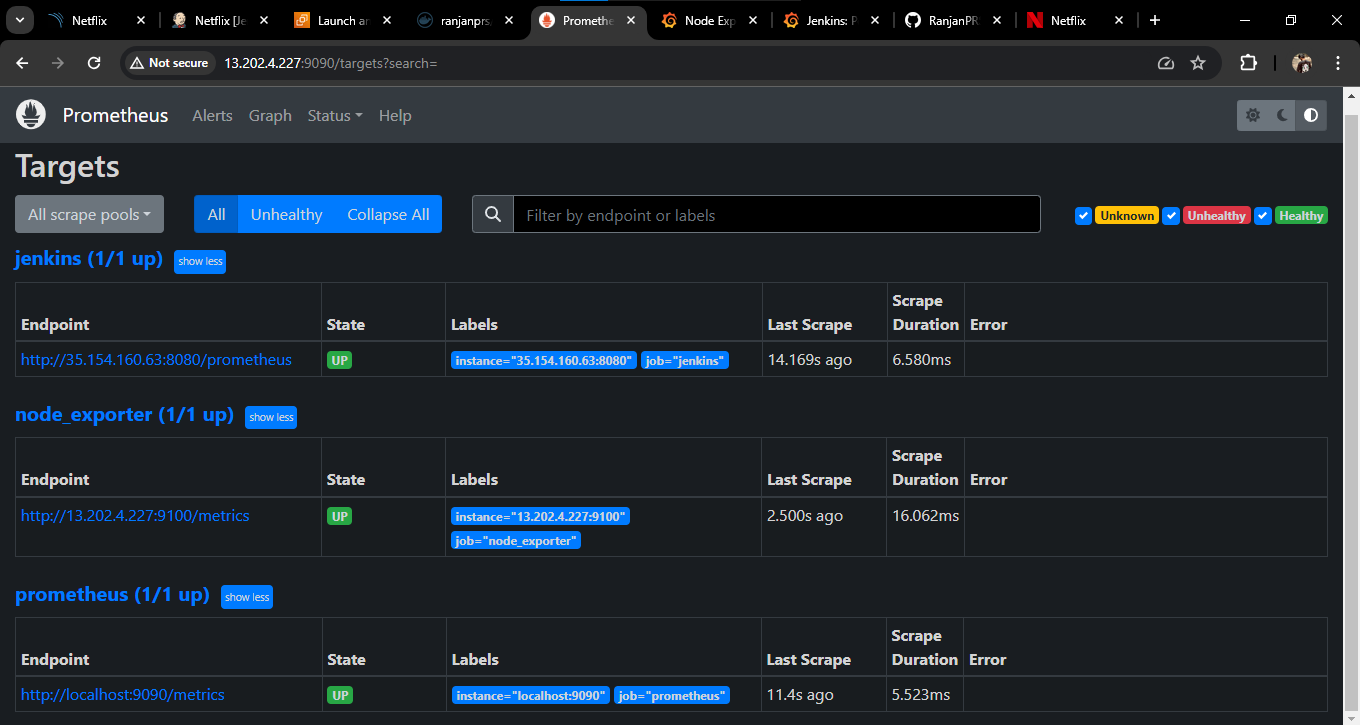 Netflix Netflix [Je Launch an ranjanprs. Promethe Node Exp Jenkins: P RanjanPR Netflix
Not secure 13.202.4.227:9090/targets?search=
Prometheus Alerts Graph Status Help
Targets
All scrape pools All Unhealthy Collapse All Filter by endpoint or labels Unknown Unhealthy Healthy
jenkins (1/1 up) show less
Endpoint State Labels Last Scrape Scrape Duration Error
http://35.154.160.63:8080/prometheus UP instance="35.154.160.63:8080" job="jenkins" 14.169s ago 6.580ms
node_exporter (1/1 up) show less
Endpoint State Labels Last Scrape Scrape Duration Error
http://13.202.4.227:9100/metrics UP instance="13.202.4.227:9100" 2.500s ago 16.062ms
job="node_exporter"
prometheus (1/1 up) show less
Endpoint State Labels Last Scrape Scrape Duration Error
http://localhost:9090/metrics UP instance="localhost:9090" job="prometheus" 11.4s ago 5.523ms